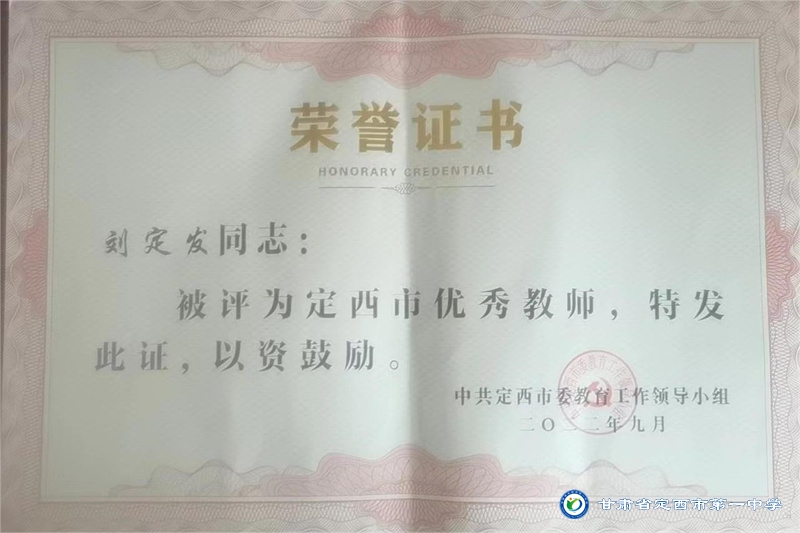 荣誉证书
HONORARY CREDENTIAL
刘定发同志：
被评为定西市优秀教师，特发
此证，以资鼓励。
中共定西市委教育工作领导小组
二〇二二年九月
甘肃省定西市第一中学